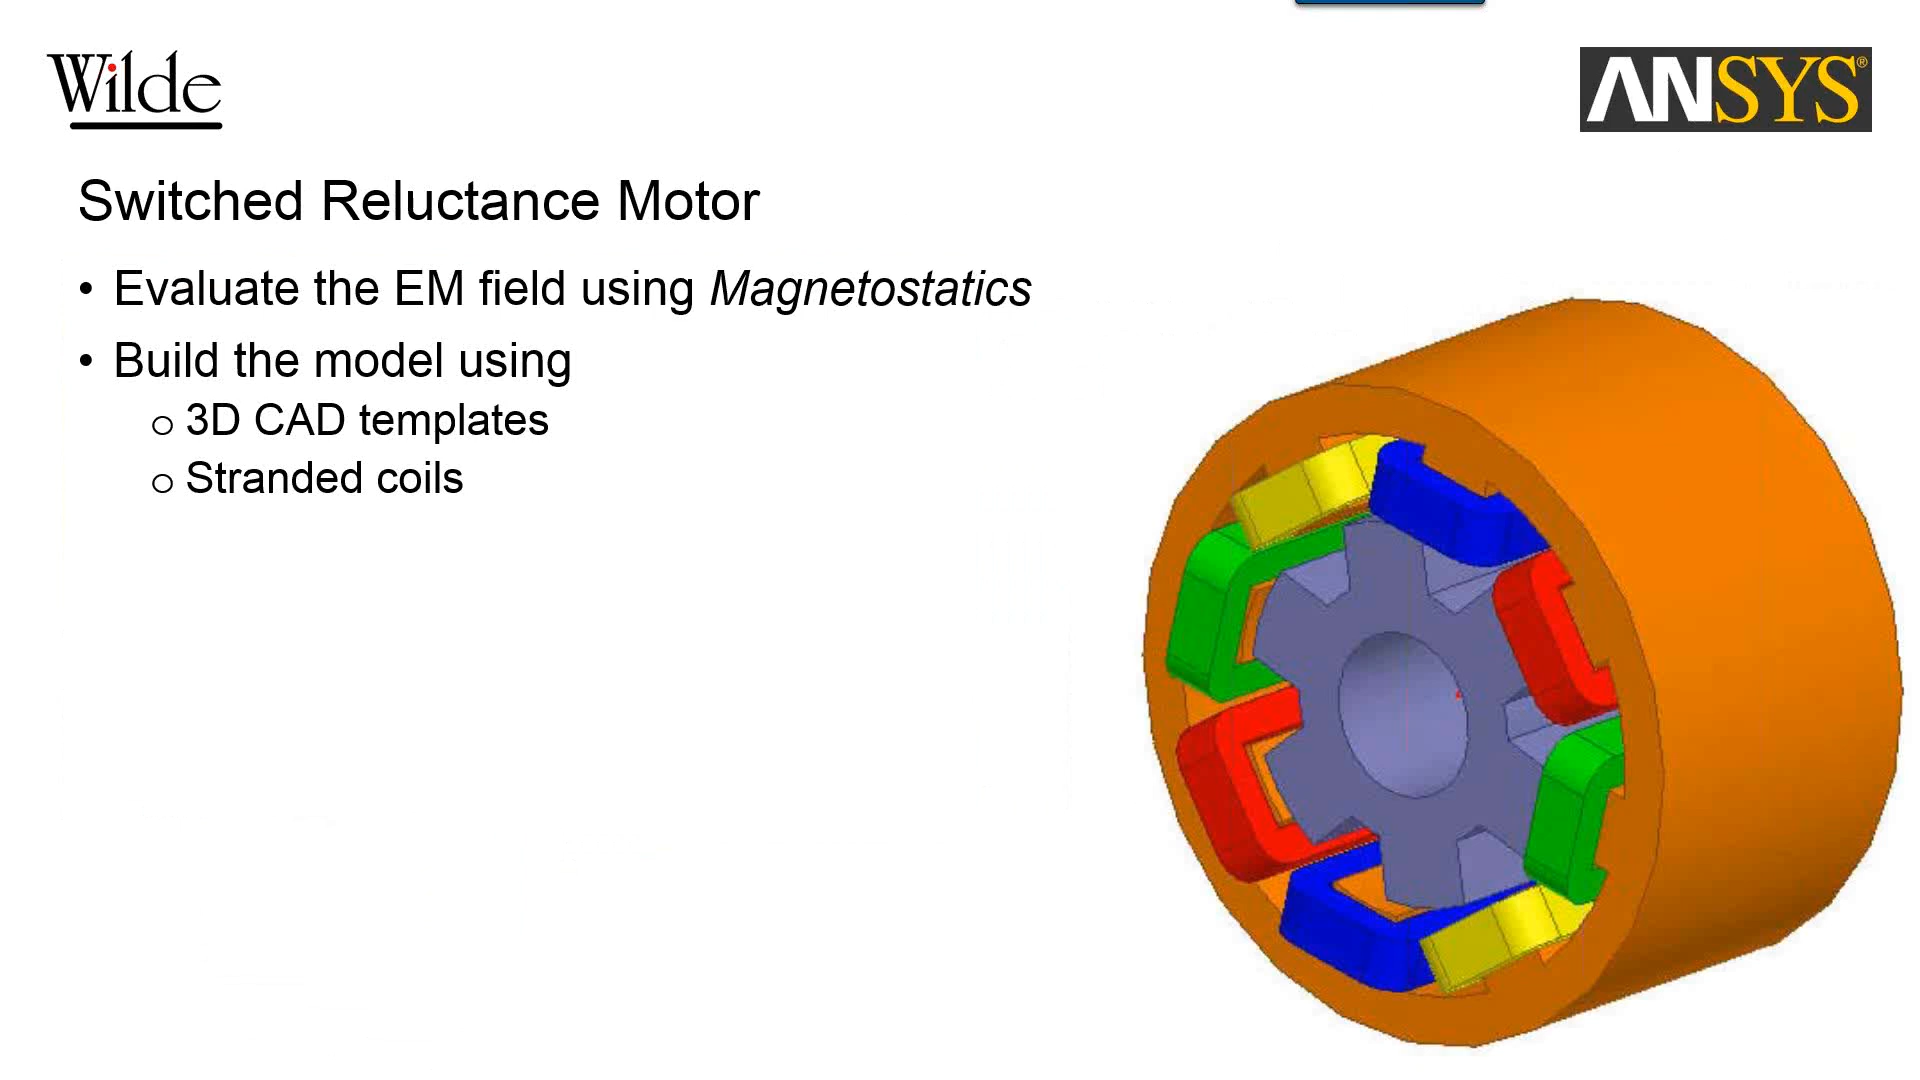 Wilde
ANSYS®
Switched Reluctance Motor
• Evaluate the EM field using Magnetostatics
• Build the model using
o 3D CAD templates
o Stranded coils